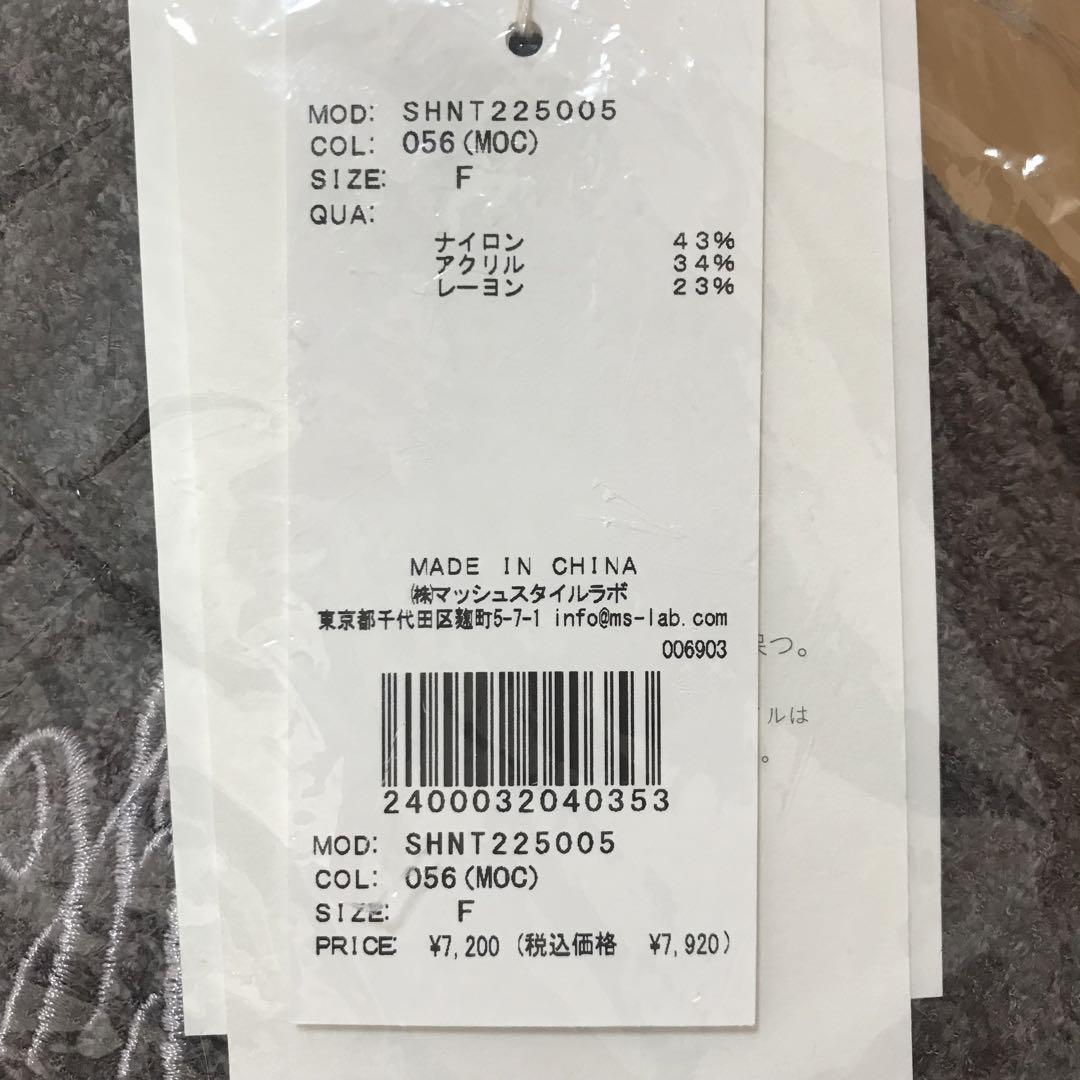 MOD: SHNT225005
COL: 056(MOC)
SIZE: F
QUA:
ナイロン 43%
アクリル 34%
レーヨン 23%
MADE IN CHINA
㈱マッシュスタイルラボ
東京都千代田区麹町5-7-1 info@ms-lab.com
006903
つ。
ルは
。
2400032040353
MOD: SHNT225005
COL: 056(MOC)
SIZE: F
PRICE: ¥7,200 (税込価格 ¥7,920)